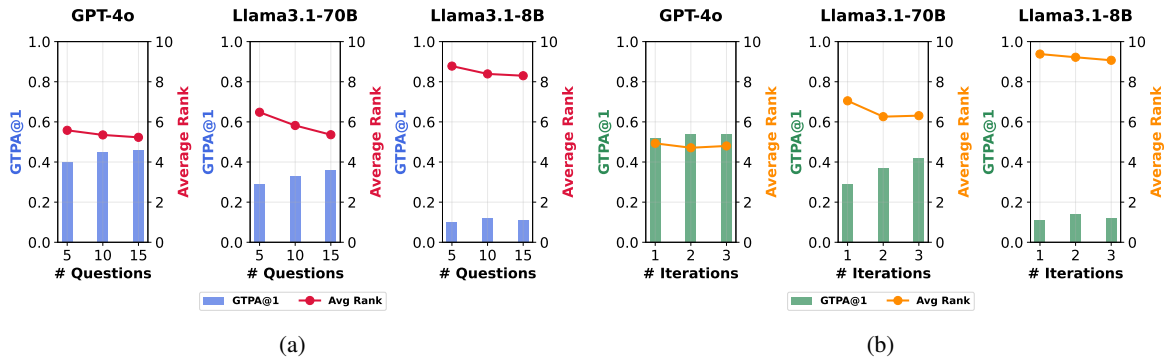 GPT-4o
Llama3.1-70B
Llama3.1-8B
GPT-4o
Llama3.1-70B
Llama3.1-8B
GTPA@1
1.0
0.8
0.6
0.4
0.2
0.0
10
8
6
4
2
0
Average Rank
5 10 15
# Questions
GTPA@1
1.0
0.8
0.6
0.4
0.2
0.0
10
8
6
4
2
0
Average Rank
5 10 15
# Questions
GTPA@1
1.0
0.8
0.6
0.4
0.2
0.0
10
8
6
4
2
0
Average Rank
5 10 15
# Questions
GTPA@1 Avg Rank
(a)
GTPA@1
1.0
0.8
0.6
0.4
0.2
0.0
10
8
6
4
2
0
Average Rank
1 2 3
# Iterations
GTPA@1
1.0
0.8
0.6
0.4
0.2
0.0
10
8
6
4
2
0
Average Rank
1 2 3
# Iterations
GTPA@1
1.0
0.8
0.6
0.4
0.2
0.0
10
8
6
4
2
0
Average Rank
1 2 3
# Iterations
GTPA@1 Avg Rank
(b)